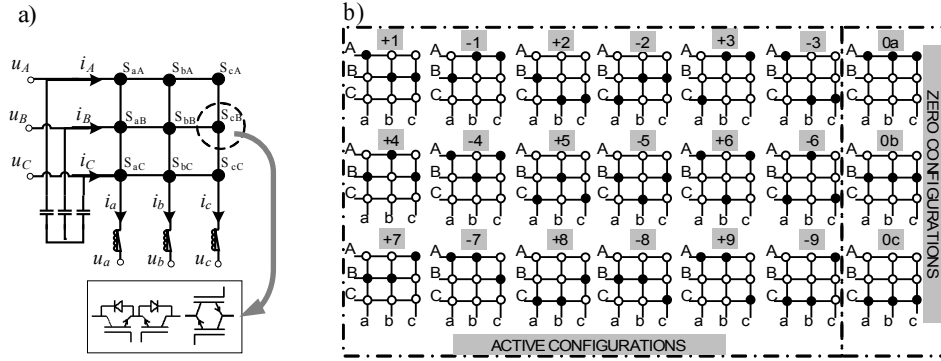 a)
u_A i_A S_aA S_bA S_cA
u_B i_B S_aB S_bB S_cB
u_C i_C S_aC S_bC S_cC
i_a i_b i_c
u_a u_b u_c
b)
+1 -1 +2 -2 +3 -3 0a
A A A A A A A
B B B B B B B
C C C C C C C
a b c a b c a b c a b c a b c a b c a b c
+4 -4 +5 -5 +6 -6 0b
A A A A A A A
B B B B B B B
C C C C C C C
a b c a b c a b c a b c a b c a b c a b c
+7 -7 +8 -8 +9 -9 0c
A A A A A A A
B B B B B B B
C C C C C C C
a b c a b c a b c a b c a b c a b c a b c
ACTIVE CONFIGURATIONS
ZERO CONFIGURATIONS